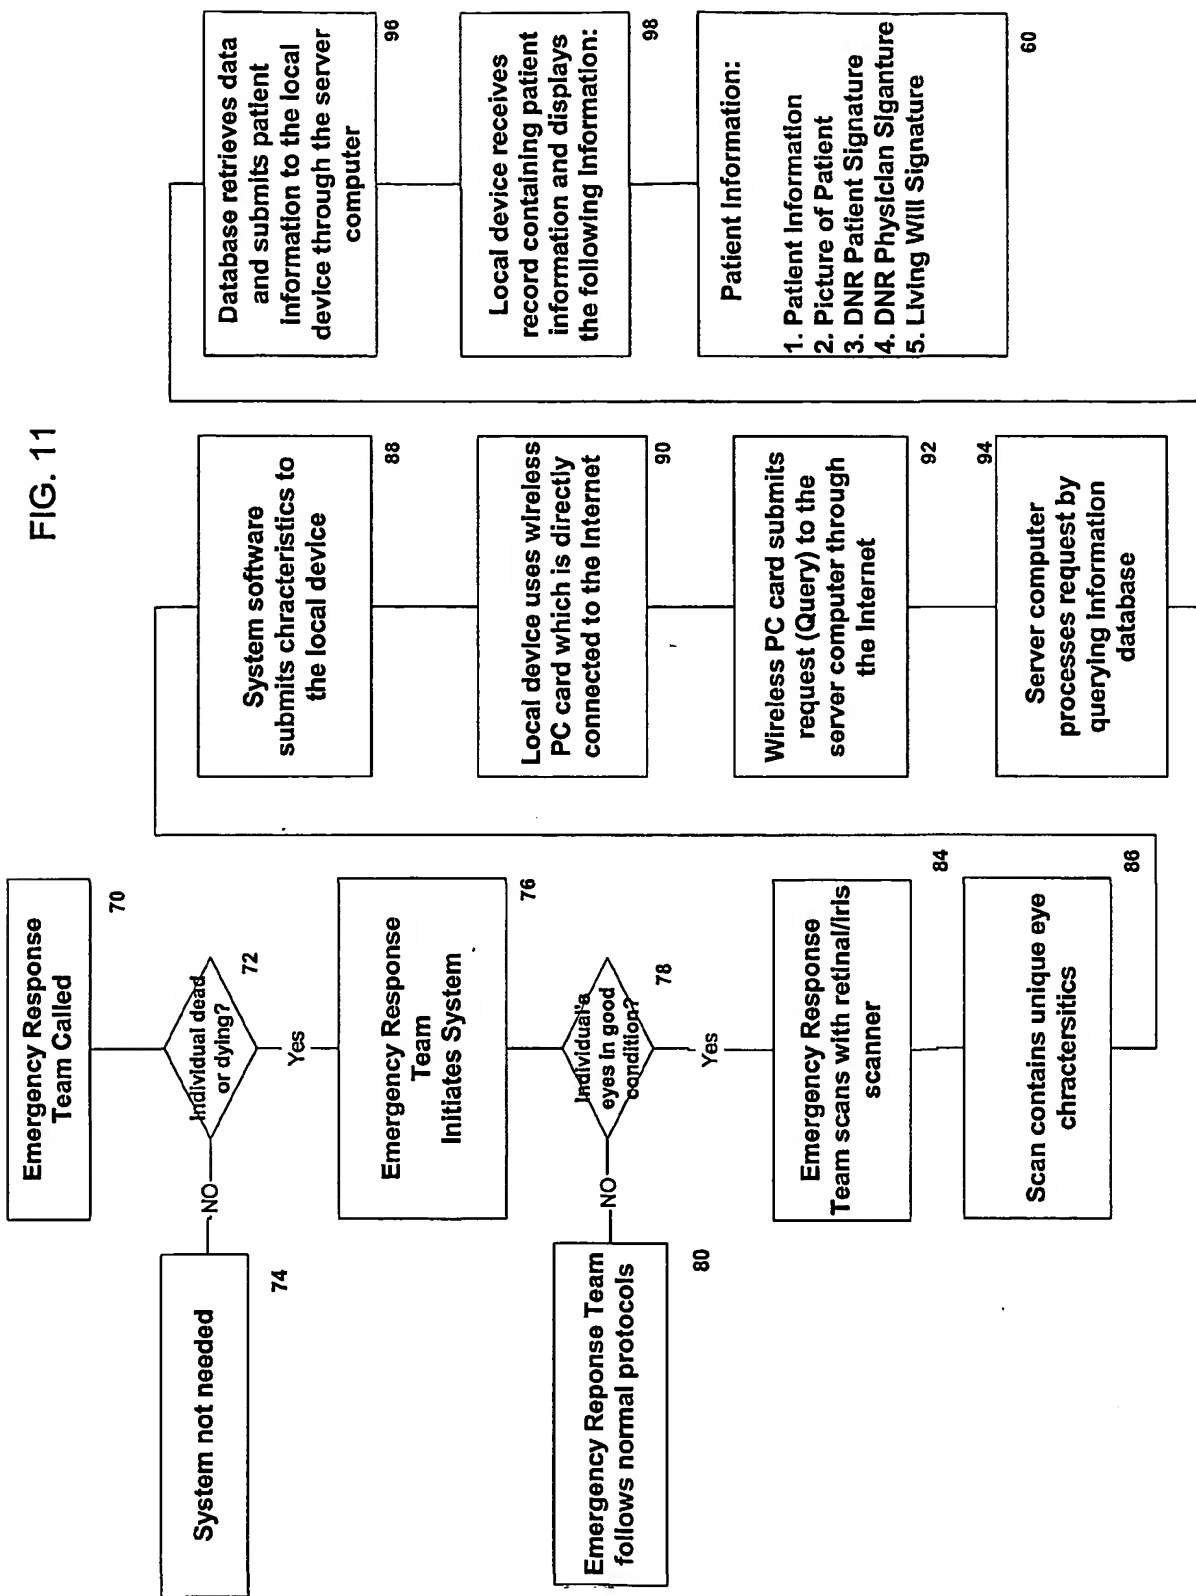 FIG. 11
Emergency Response
Team Called
70
Individual dead
or dying?
72
NO
System not needed
74
Yes
Emergency Response
Team
Initiates System
76
Individual's
eyes in good
condition?
78
NO
Emergency Reponse Team
follows normal protocols
80
Yes
Emergency Response
Team scans with retinal/iris
scanner
84
Scan contains unique eye
chractersitics
86
System software
submits chracteristics to
the local device
88
Local device uses wireless
PC card which is directly
connected to the Internet
90
Wireless PC card submits
request (Query) to the
server computer through
the Internet
92
94
Server computer
processes request by
querying Information
database
Database retrieves data
and submits patient
information to the local
device through the server
computer
96
Local device receives
record containing patient
information and displays
the following Information:
98
Patient Information:
1. Patient Information
2. Picture of Patient
3. DNR Patient Signature
4. DNR Physician Siganture
5. Living Will Signature
60